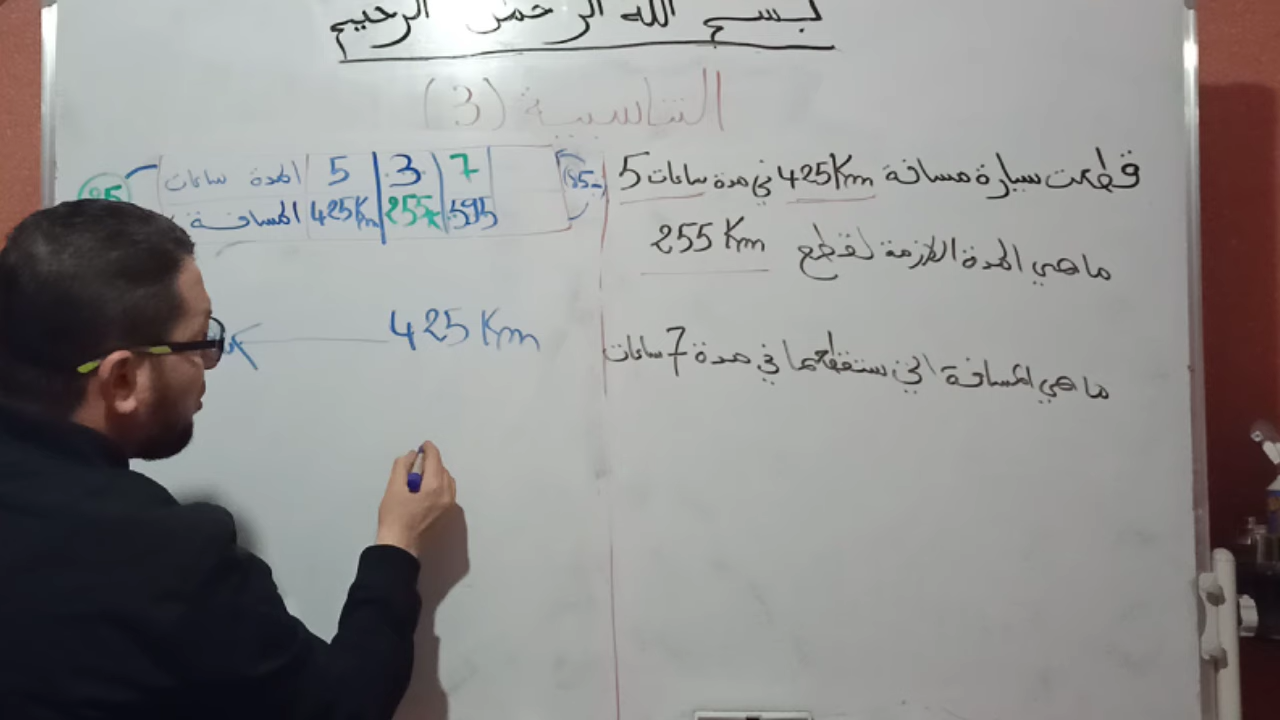 بسم الله الرحمن الرحيم
التناسبية (3)
قطعت سيارة مسافة 425Km في مدة ساعات 5
ما هي المدة اللازمة لقطع 255 Km
ما هي المسافة التي ستقطعها في مدة 7 ساعات
المدة ساعات 5 3 7
المسافة 425Km 255 595
85
425 Km